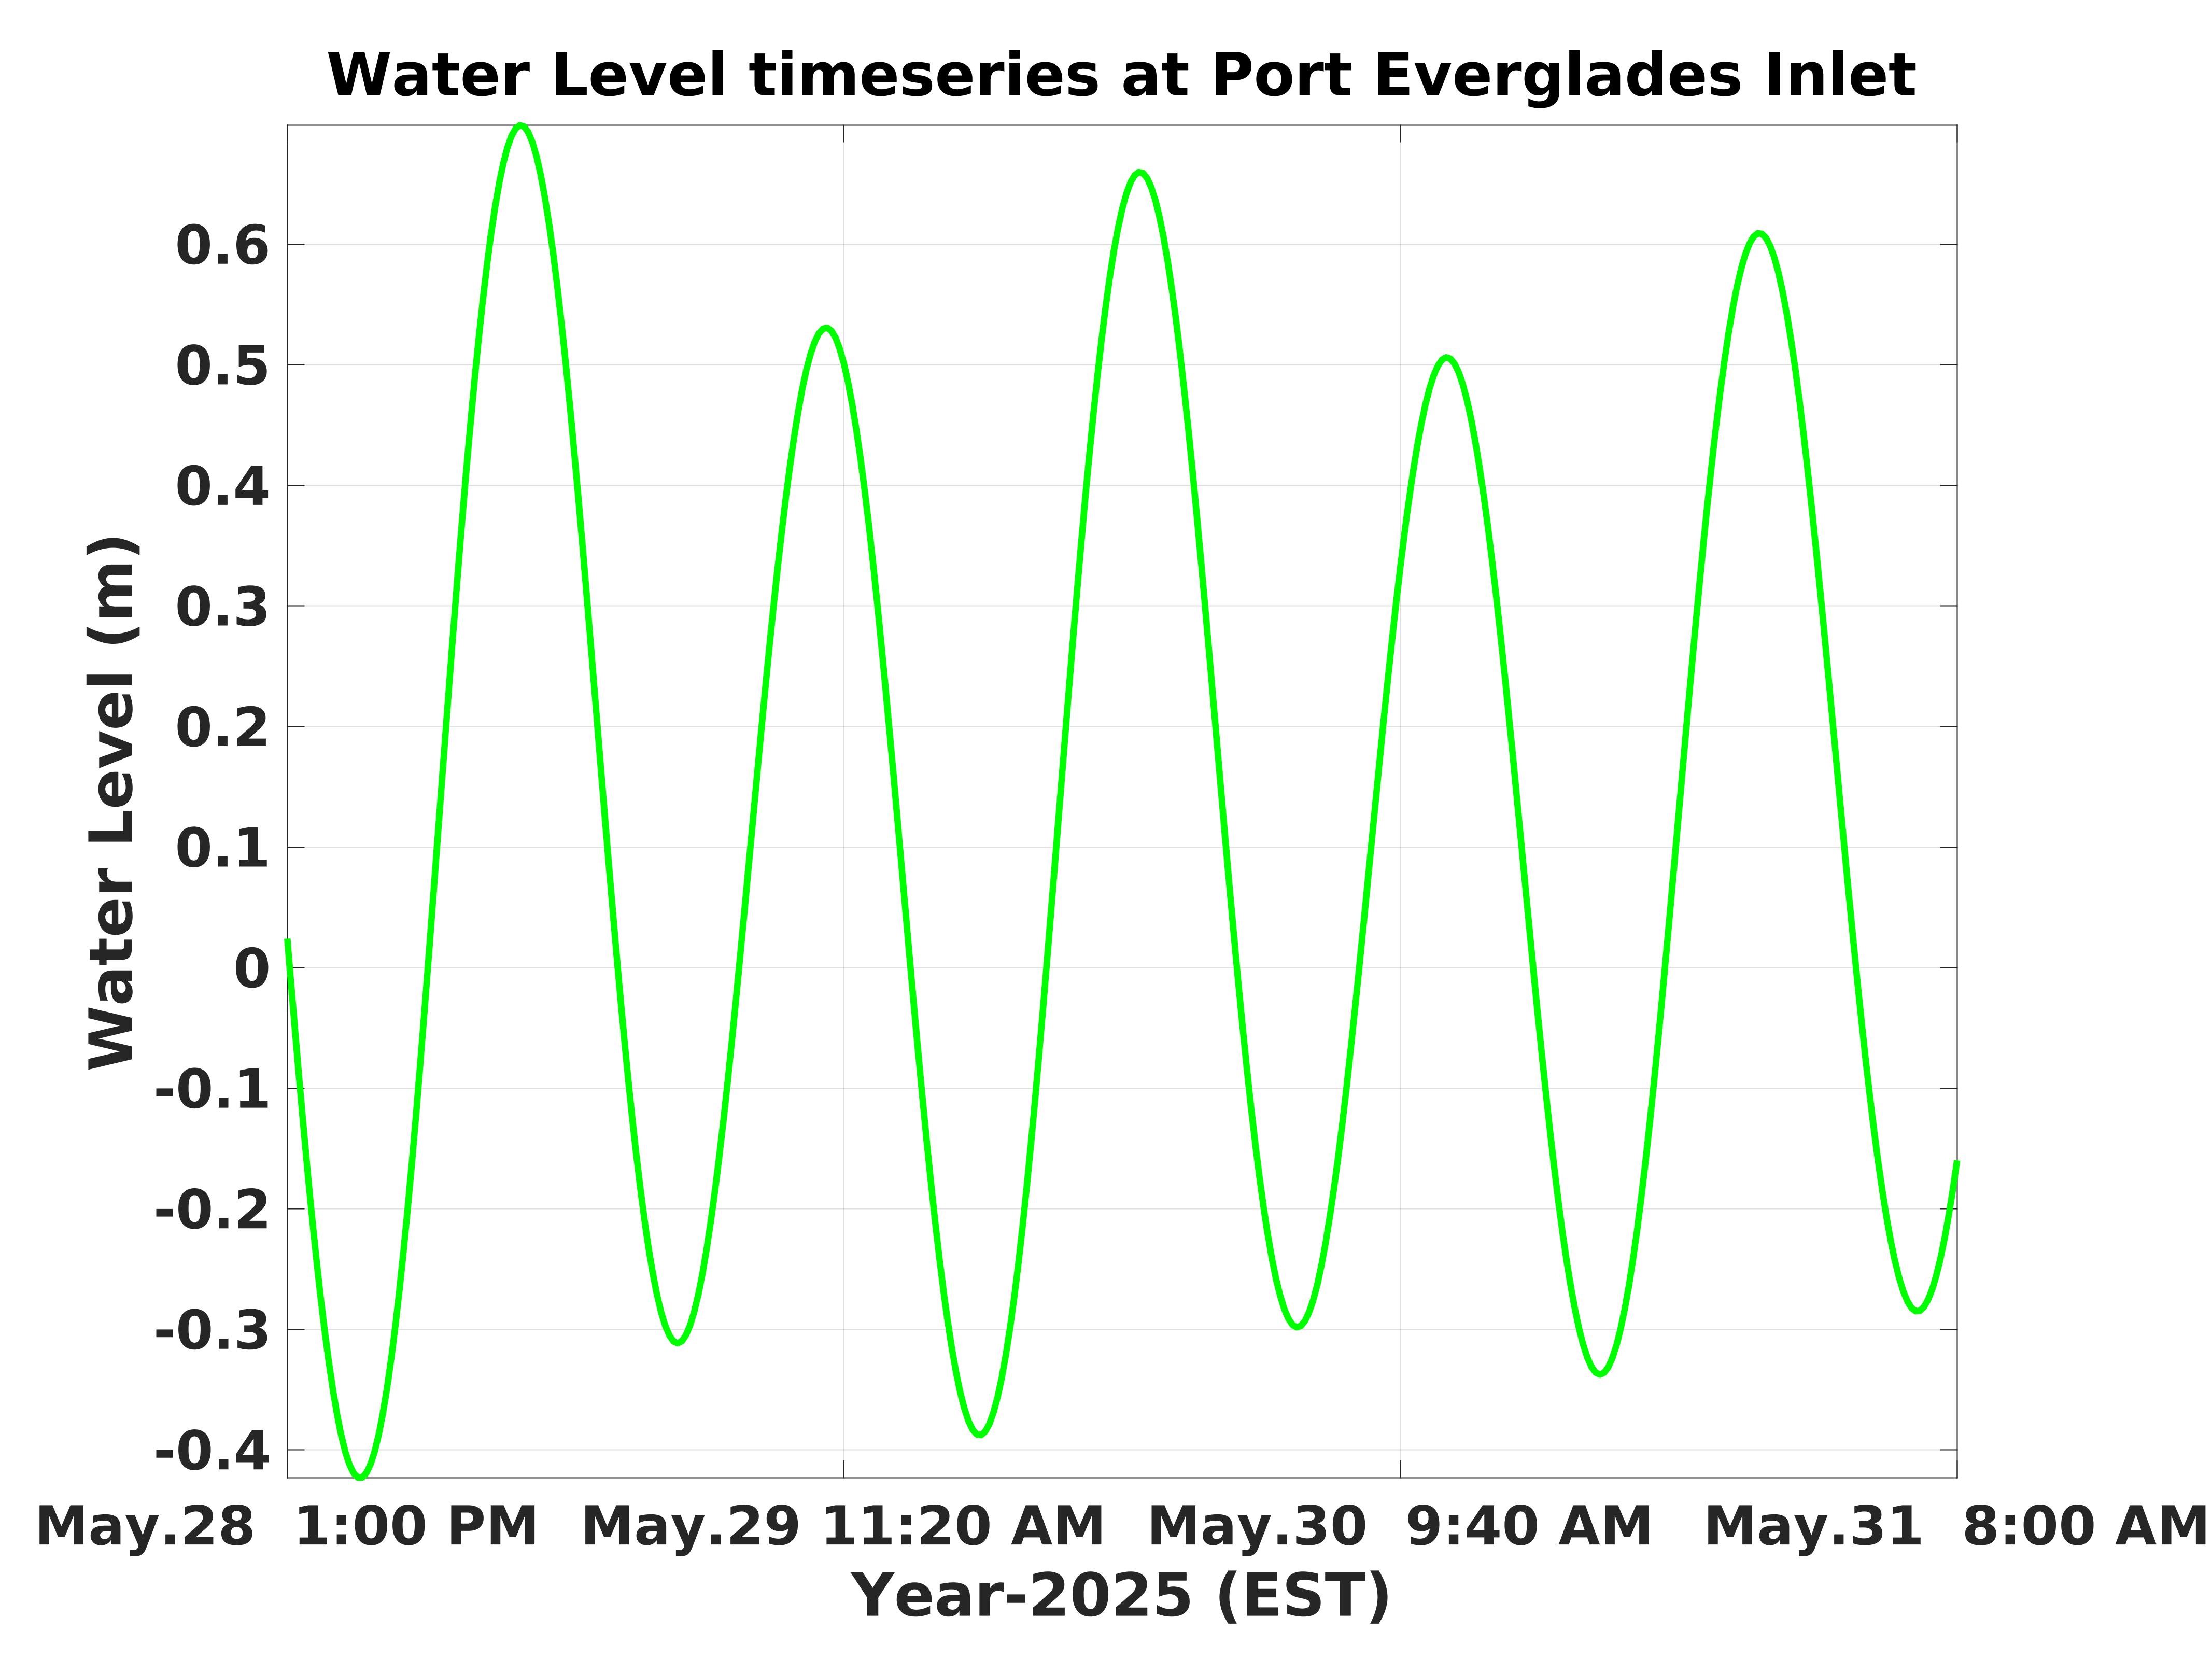 Water Level timeseries at Port Everglades Inlet
Water Level (m)
0.6
0.5
0.4
0.3
0.2
0.1
0
-0.1
-0.2
-0.3
-0.4
May.28 1:00 PM May.29 11:20 AM May.30 9:40 AM May.31 8:00 AM
Year-2025 (EST)